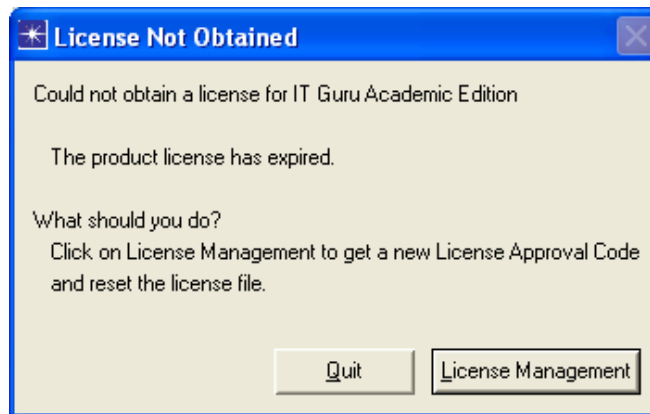 License Not Obtained
Could not obtain a license for IT Guru Academic Edition
The product license has expired.
What should you do?
Click on License Management to get a new License Approval Code
and reset the license file.
Quit
License Management